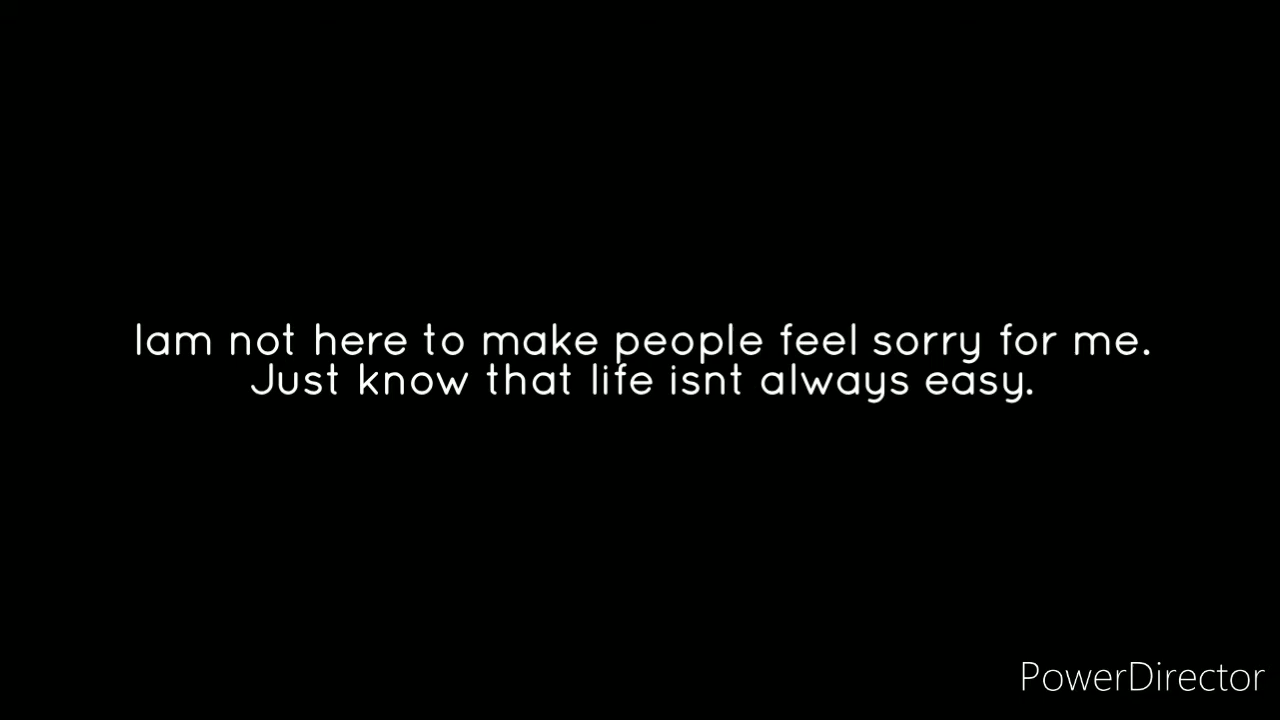 Iam not here to make people feel sorry for me.
Just know that life isnt always easy.
PowerDirector